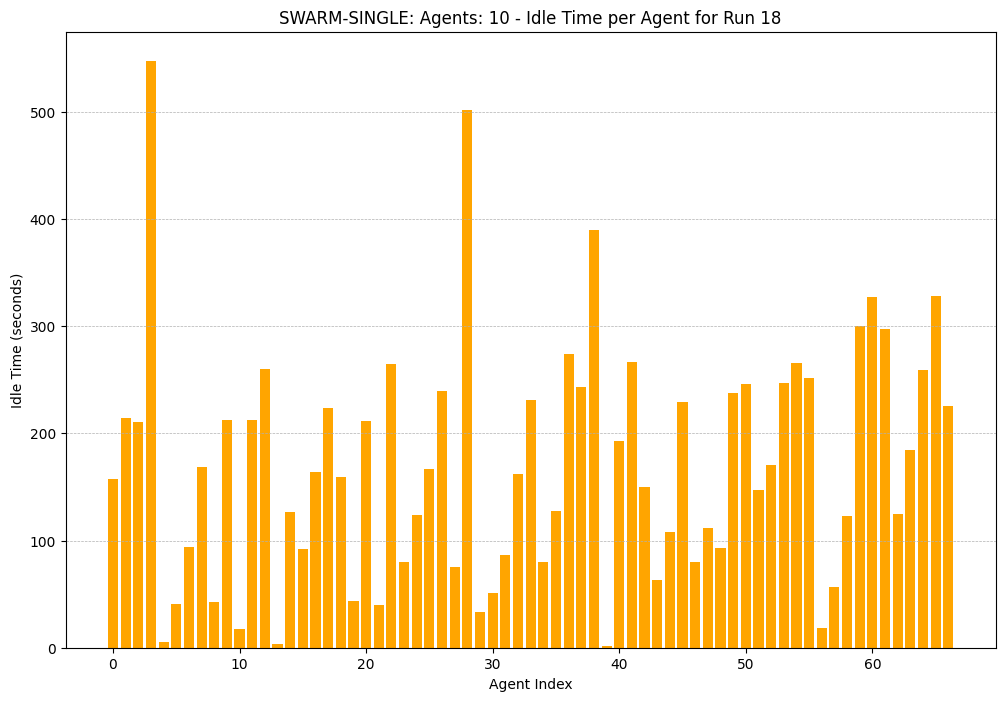 SWARM-SINGLE: Agents: 10 - Idle Time per Agent for Run 18
Idle Time (seconds)
500
400
300
200
100
0
0 10 20 30 40 50 60
Agent Index